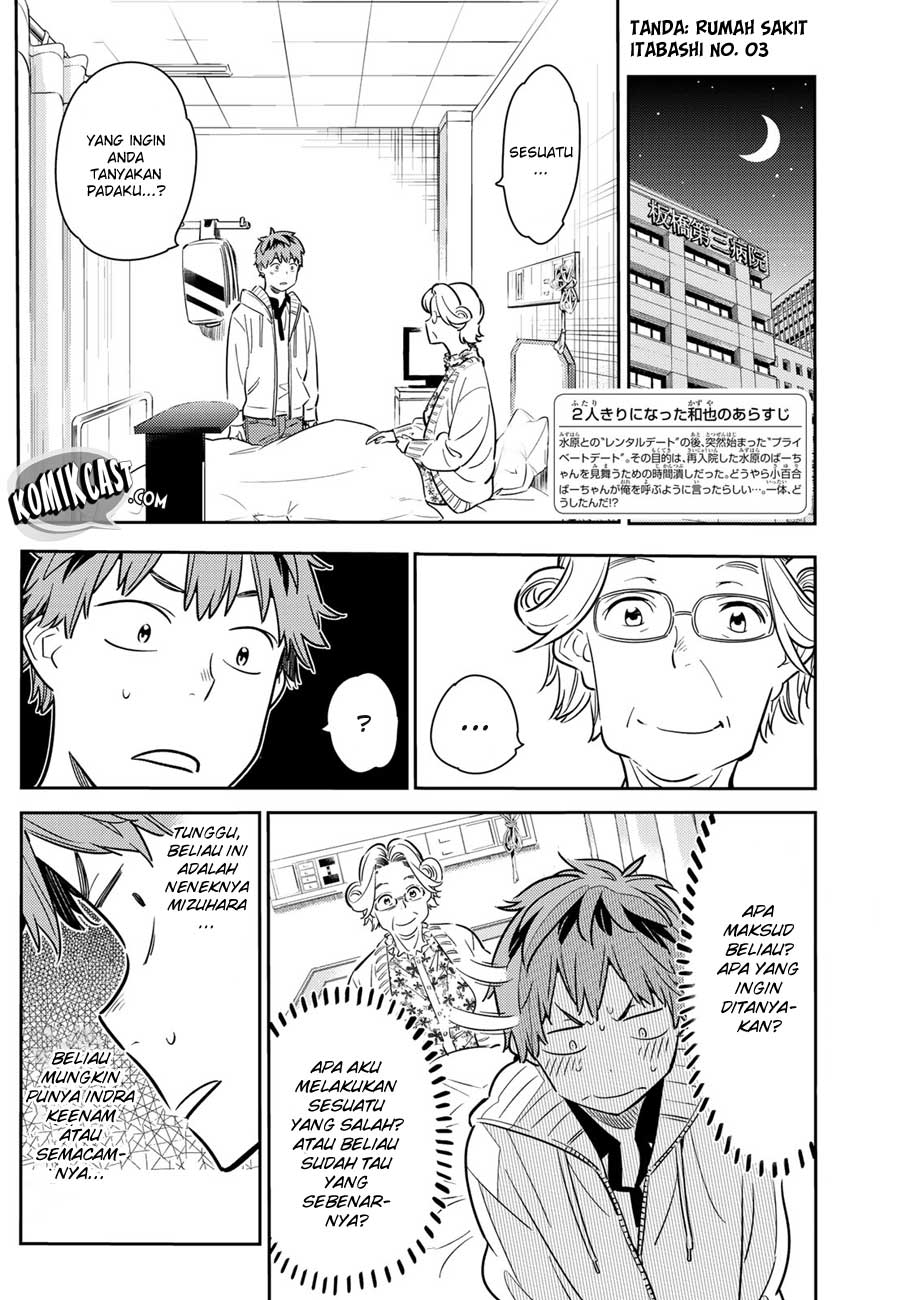 TANDA: RUMAH SAKIT
ITABASHI NO. 03
板橋第三病院
SESUATU
...
YANG INGIN
ANDA
TANYAKAN
PADAKU...?
2人きりになった和也のあらすじ
水原との“レンタルデート”の後、突然始まった“プライ
ベートデート”。その目的は、再入院した水原のばーち
ゃんを見舞うための時間潰しだった。どうやら小百合
ばーちゃんが俺を呼ぶように言ったらしい…。一体、ど
うしたんだ!?
KOMIKCAST
.COM
...
?
APA
MAKSUD
BELIAU?
APA YANG
INGIN
DITANYA-
KAN?
APA AKU
MELAKUKAN
SESUATU
YANG SALAH?
ATAU BELIAU
SUDAH TAU
YANG
SEBENAR-
NYA?
TUNGGU,
BELIAU INI
ADALAH
NENEKNYA
MIZUHARA
...
BELIAU
MUNGKIN
PUNYA INDRA
KEENAM
ATAU
SEMACAM-
NYA...